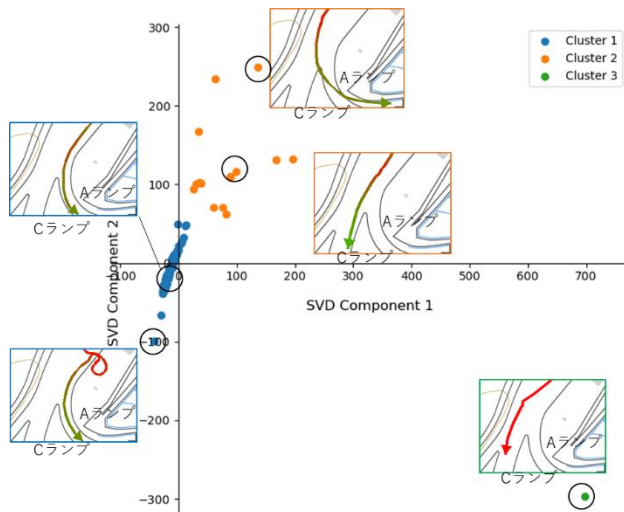 300
200
100
0
−100
−200
−300
−100
0
100
200
300
400
500
600
700
SVD Component 1
SVD Component 2
Cluster 1
Cluster 2
Cluster 3
Aランプ
Cランプ
Aランプ
Cランプ
Aランプ
Cランプ
Aランプ
Cランプ
Aランプ
Cランプ